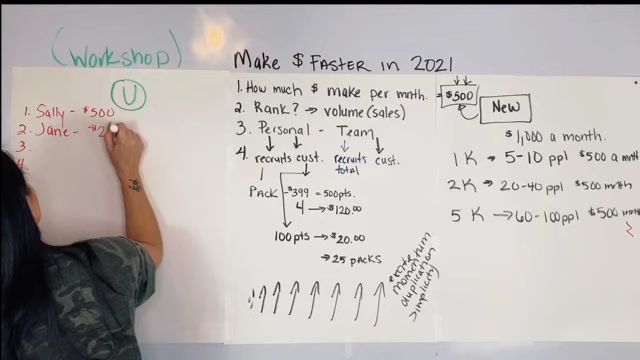 (Workshop)
U
1. Sally - $500
2. Jane - $2
3.
4.
Make $ FASTER in 2021
1. How much $ make per mnth.
2. Rank? → volume (sales)
3. Personal - Team
4. recruits cust. recruits cust.
total
PACK - $399 = 500pts.
4 → $120.00
100pts → $20.00
→ 25 PACKS
momentum
duplication
simplicity
= $500
New
$1,000 a month.
1K → 5-10 ppl $500 a mnth
2K → 20-40 ppl $500 mnth
5K → 60-100 ppl $500 mnth